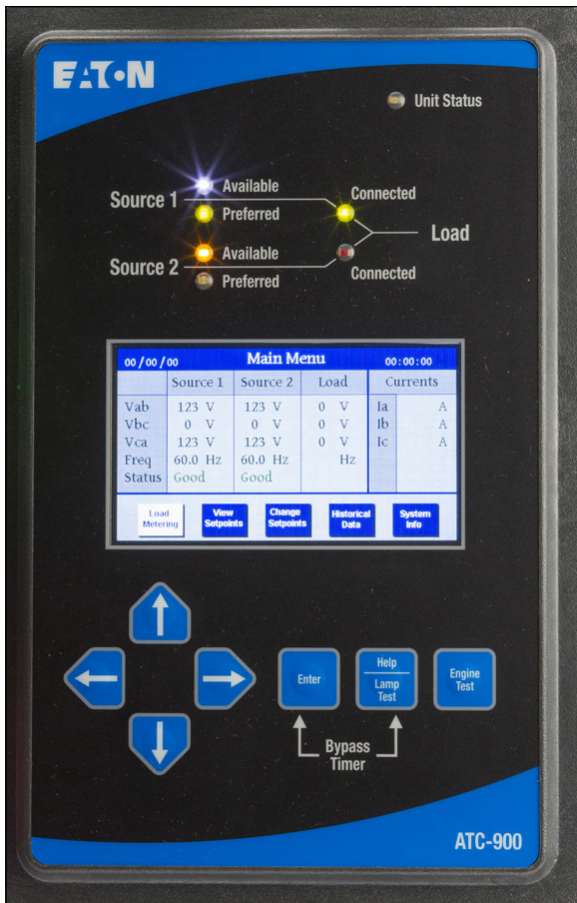 EATON
Unit Status
Source 1
Available
Preferred
Connected
Load
Source 2
Available
Preferred
Connected
00/00/00 Main Menu 00:00:00
Source 1 Source 2 Load Currents
Vab 123 V 123 V 0 V Ia A
Vbc 0 V 0 V 0 V Ib A
Vca 123 V 123 V 0 V Ic A
Freq 60.0 Hz 60.0 Hz Hz
Status Good Good
Load Metering
View Setpoints
Change Setpoints
Historical Data
System Info
Enter
Help
Lamp
Test
Engine
Test
Bypass
Timer
ATC-900